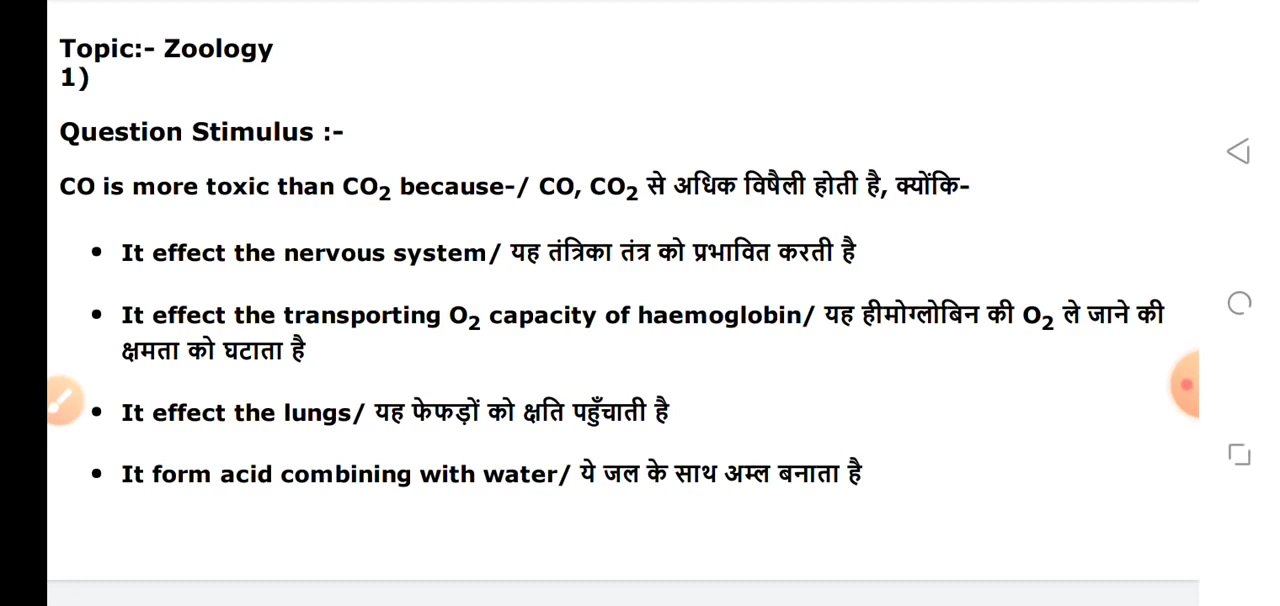 Topic:- Zoology
1)
Question Stimulus :-
CO is more toxic than CO₂ because-/ CO, CO₂ से अधिक विषैली होती है, क्योंकि-
• It effect the nervous system/ यह तंत्रिका तंत्र को प्रभावित करती है
• It effect the transporting O₂ capacity of haemoglobin/ यह हीमोग्लोबिन की O₂ ले जाने की
क्षमता को घटाता है
• It effect the lungs/ यह फेफड़ों को क्षति पहुँचाती है
• It form acid combining with water/ ये जल के साथ अम्ल बनाता है